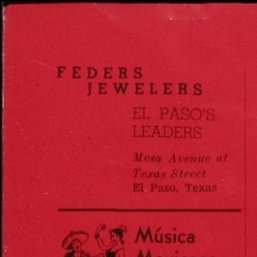 FEDERS
JEWELERS
EL PASO'S
LEADERS
Mesa Avenue at
Texas Street
El Paso, Texas
Música